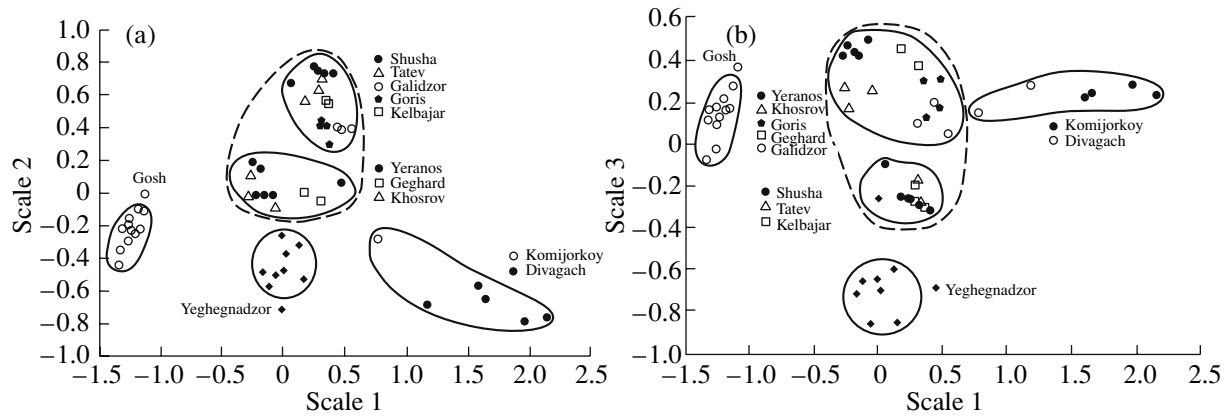 (a)
Scale 2
1.0
0.8
0.6
0.4
0.2
0
−0.2
−0.4
−0.6
−0.8
−1.0
Shusha
Tatev
Galidzor
Goris
Kelbajar
Yeranos
Geghard
Khosrov
Gosh
Komijorkoy
Divagach
Yeghegnadzor
−1.5 −1.0 −0.5 0 0.5 1.0 1.5 2.0 2.5
Scale 1
(b)
Scale 3
0.6
0.4
0.2
0
−0.2
−0.4
−0.6
−0.8
−1.0
Gosh
Yeranos
Khosrov
Goris
Geghard
Galidzor
Komijorkoy
Divagach
Shusha
Tatev
Kelbajar
Yeghegnadzor
−1.5 −1.0 −0.5 0 0.5 1.0 1.5 2.0 2.5
Scale 1